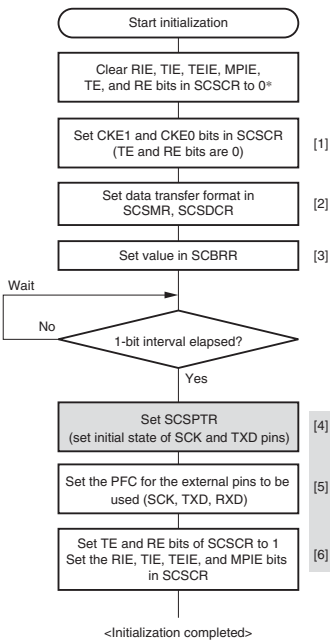 Start initialization
Clear RIE, TIE, TEIE, MPIE,
TE, and RE bits in SCSCR to 0*
Set CKE1 and CKE0 bits in SCSCR
(TE and RE bits are 0)
[1]
Set data transfer format in
SCSMR, SCSDCR
[2]
Set value in SCBRR
[3]
Wait
No
1-bit interval elapsed?
Yes
Set SCSPTR
(set initial state of SCK and TXD pins)
[4]
Set the PFC for the external pins to be
used (SCK, TXD, RXD)
[5]
Set TE and RE bits of SCSCR to 1
Set the RIE, TIE, TEIE, and MPIE bits
in SCSCR
[6]
<Initialization completed>